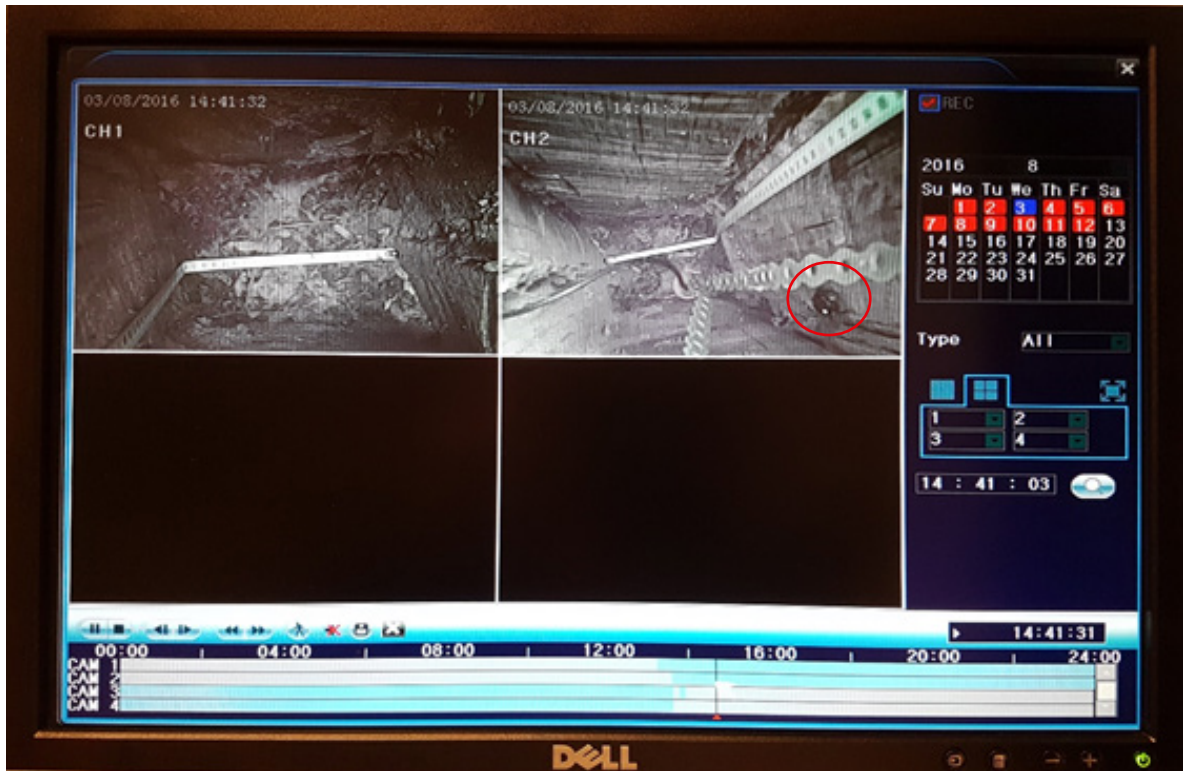 03/08/2016 14:41:32
CH1
03/08/2016 14:41:32
CH2
REC
2016 8
Su Mo Tu We Th Fr Sa
1 2 3 4 5 6
7 8 9 10 11 12 13
14 15 16 17 18 19 20
21 22 23 24 25 26 27
28 29 30 31
Type All
1 2
3 4
14 : 41 : 03
14:41:31
00:00 04:00 08:00 12:00 16:00 20:00 24:00
CAM 1
CAM 2
CAM 3
CAM 4
DELL